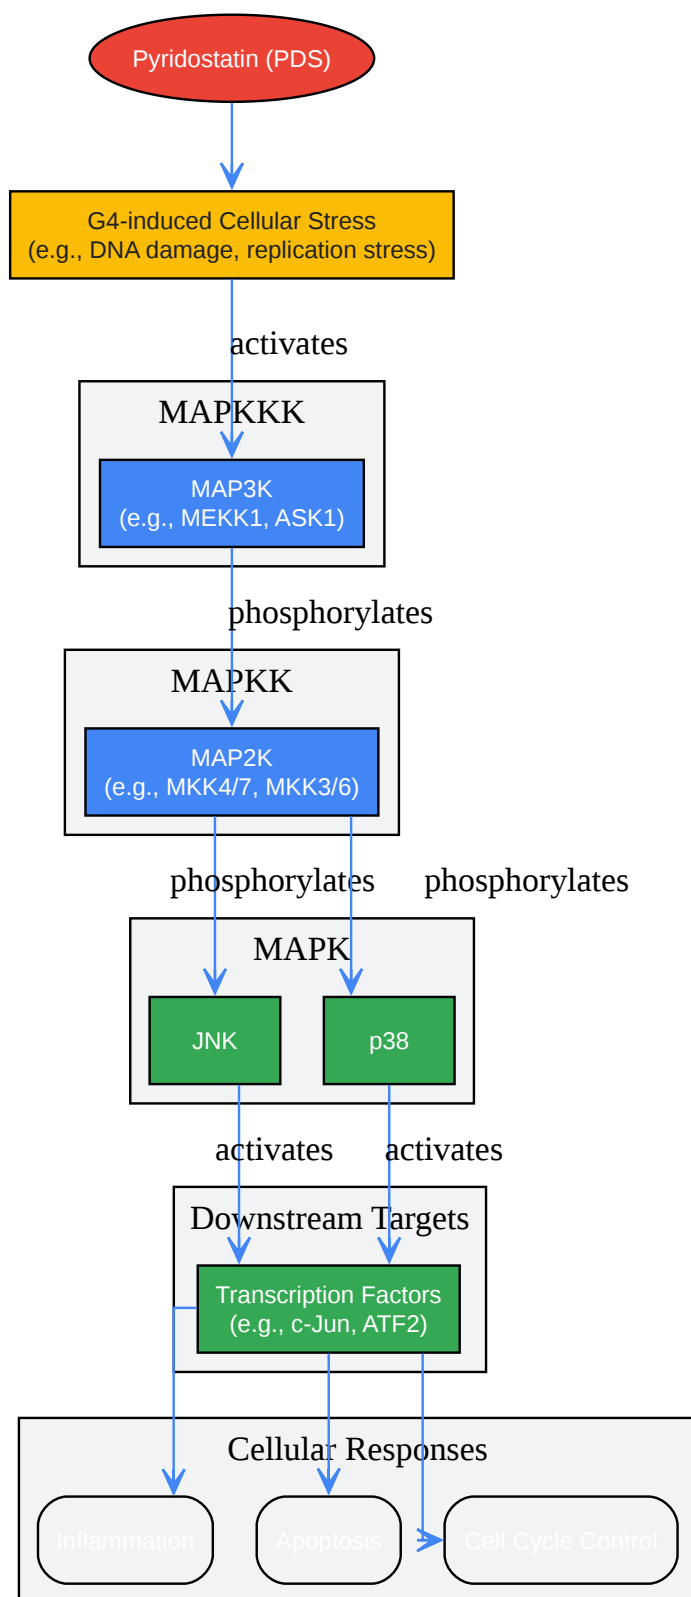 Pyridostatin (PDS)
G4-induced Cellular Stress
(e.g., DNA damage, replication stress)
activates
MAPKKK
MAP3K
(e.g., MEKK1, ASK1)
phosphorylates
MAPKK
MAP2K
(e.g., MKK4/7, MKK3/6)
phosphorylates
phosphorylates
MAPK
JNK
p38
activates
activates
Downstream Targets
Transcription Factors
(e.g., c-Jun, ATF2)
Cellular Responses
Inflammation
Apoptosis
Cell Cycle Control